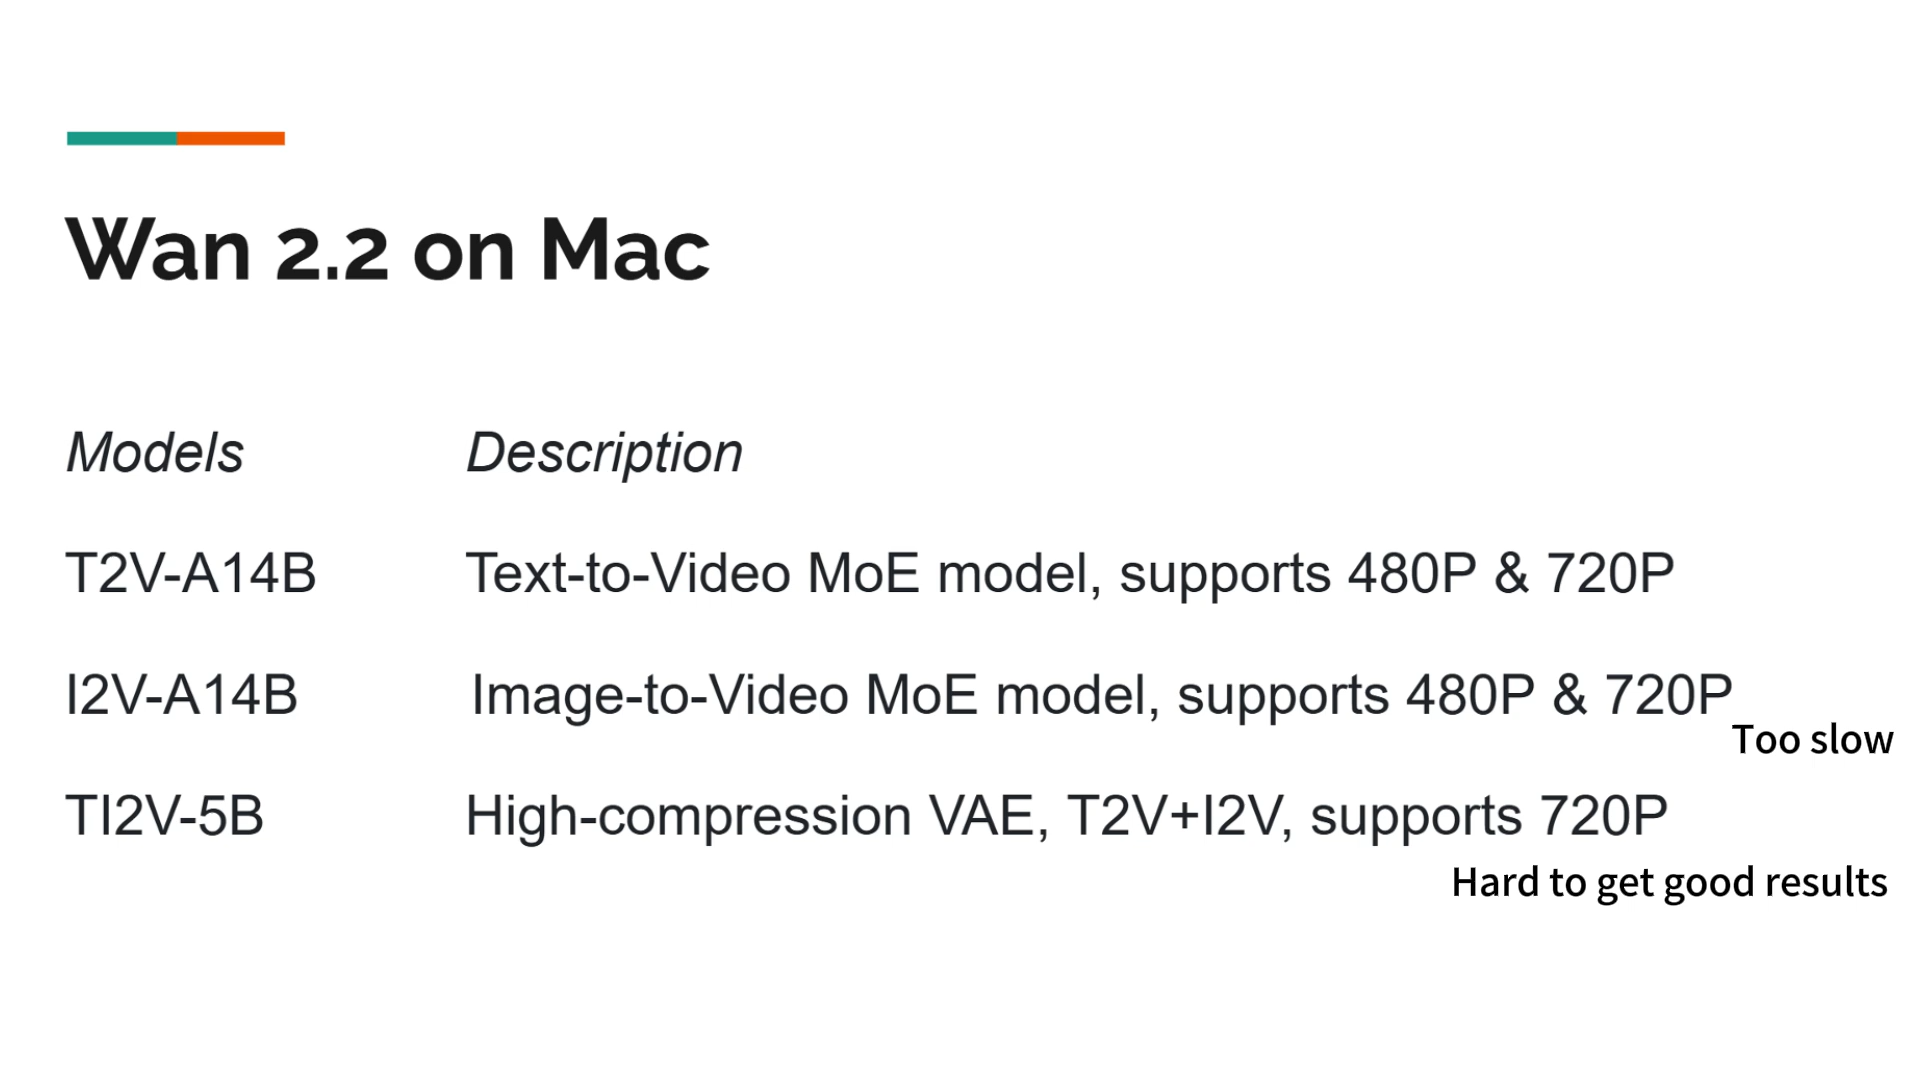 Wan 2.2 on Mac
Models Description
T2V-A14B Text-to-Video MoE model, supports 480P & 720P
I2V-A14B Image-to-Video MoE model, supports 480P & 720P
Too slow
TI2V-5B High-compression VAE, T2V+I2V, supports 720P
Hard to get good results